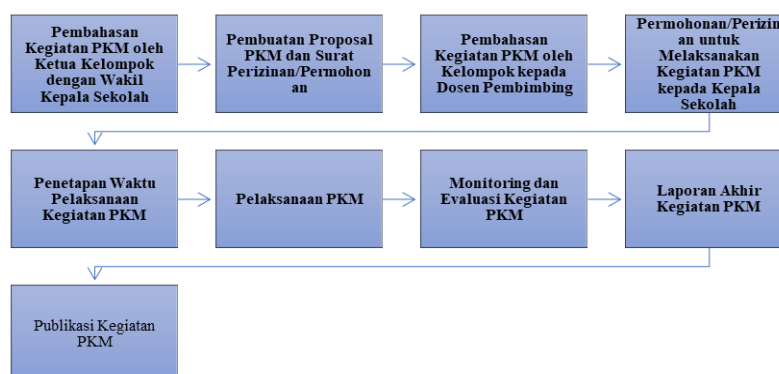 Pembahasan
Kegiatan PKM oleh
Ketua Kelompok
dengan Wakil
Kepala Sekolah
Pembuatan Proposal
PKM dan Surat
Perizinan/Permohon
an
Pembahasan
Kegiatan PKM oleh
Kelompok kepada
Dosen Pembimbing
Permohonan/Perizin
an untuk
Melaksanakan
Kegiatan PKM
kepada Kepala
Sekolah
Penetapan Waktu
Pelaksanaan
Kegiatan PKM
Pelaksanaan PKM
Monitoring dan
Evaluasi Kegiatan
PKM
Laporan Akhir
Kegiatan PKM
Publikasi Kegiatan
PKM